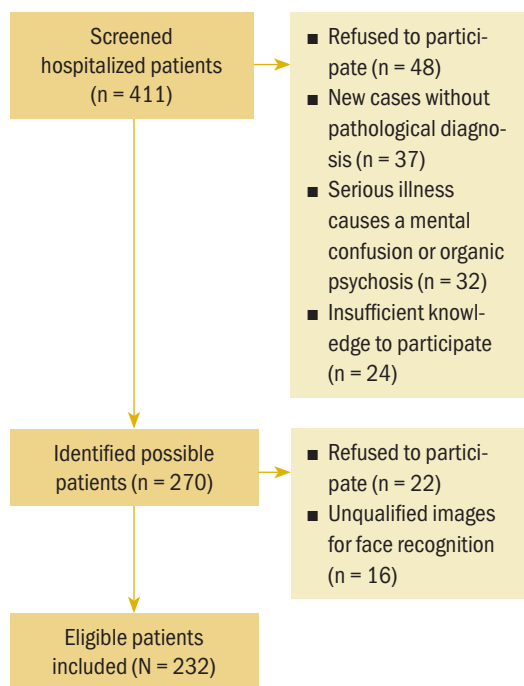 Screened
hospitalized patients
(n = 411)
■ Refused to partici-
pate (n = 48)
■ New cases without
pathological diagno-
sis (n = 37)
■ Serious illness
causes a mental
confusion or organic
psychosis (n = 32)
■ Insufficient knowl-
edge to participate
(n = 24)
Identified possible
patients (n = 270)
■ Refused to partici-
pate (n = 22)
■ Unqualified images
for face recognition
(n = 16)
Eligible patients
included (N = 232)